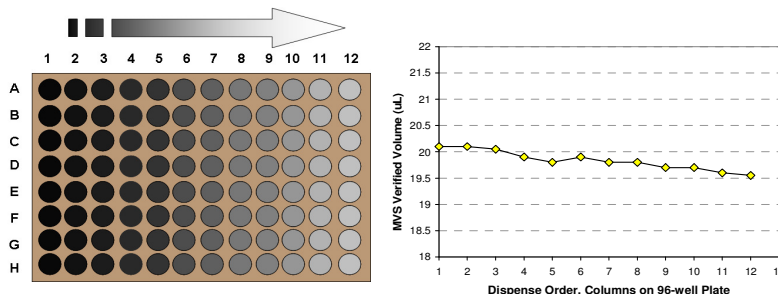 1 2 3 4 5 6 7 8 9 10 11 12
A
B
C
D
E
F
G
H
MVS Verified Volume (uL)
22
21.5
21
20.5
20
19.5
19
18.5
18
1 2 3 4 5 6 7 8 9 10 11 12 1
Dispense Order, Columns on 96-well Plate